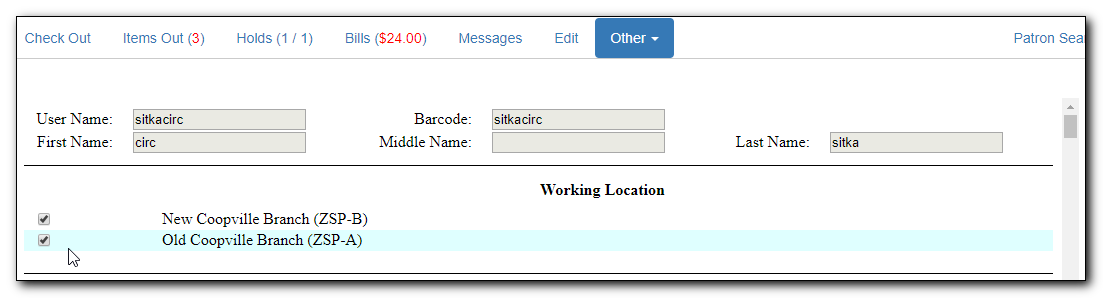 Check Out Items Out (3) Holds (1 / 1) Bills ($24.00) Messages Edit Other Patron Sea
User Name: sitkacirc Barcode: sitkacirc
First Name: circ Middle Name: Last Name: sitka
Working Location
New Coopville Branch (ZSP-B)
Old Coopville Branch (ZSP-A)